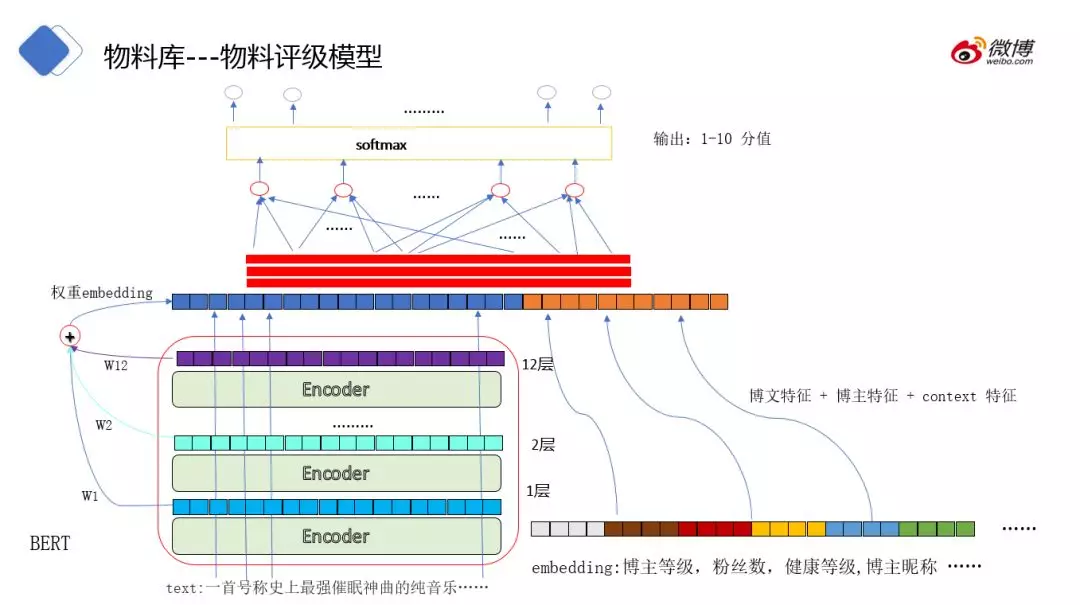 物料库---物料评级模型
微博
weibo.com
………
softmax
输出: 1-10 分值
……
……
……
权重embedding
+
W12
12层
Encoder
………
博文特征 + 博主特征 + context 特征
W2
2层
Encoder
W1
1层
Encoder
BERT
……
embedding:博主等级, 粉丝数, 健康等级,博主昵称 ……
text:一首号称史上最强催眠神曲的纯音乐……